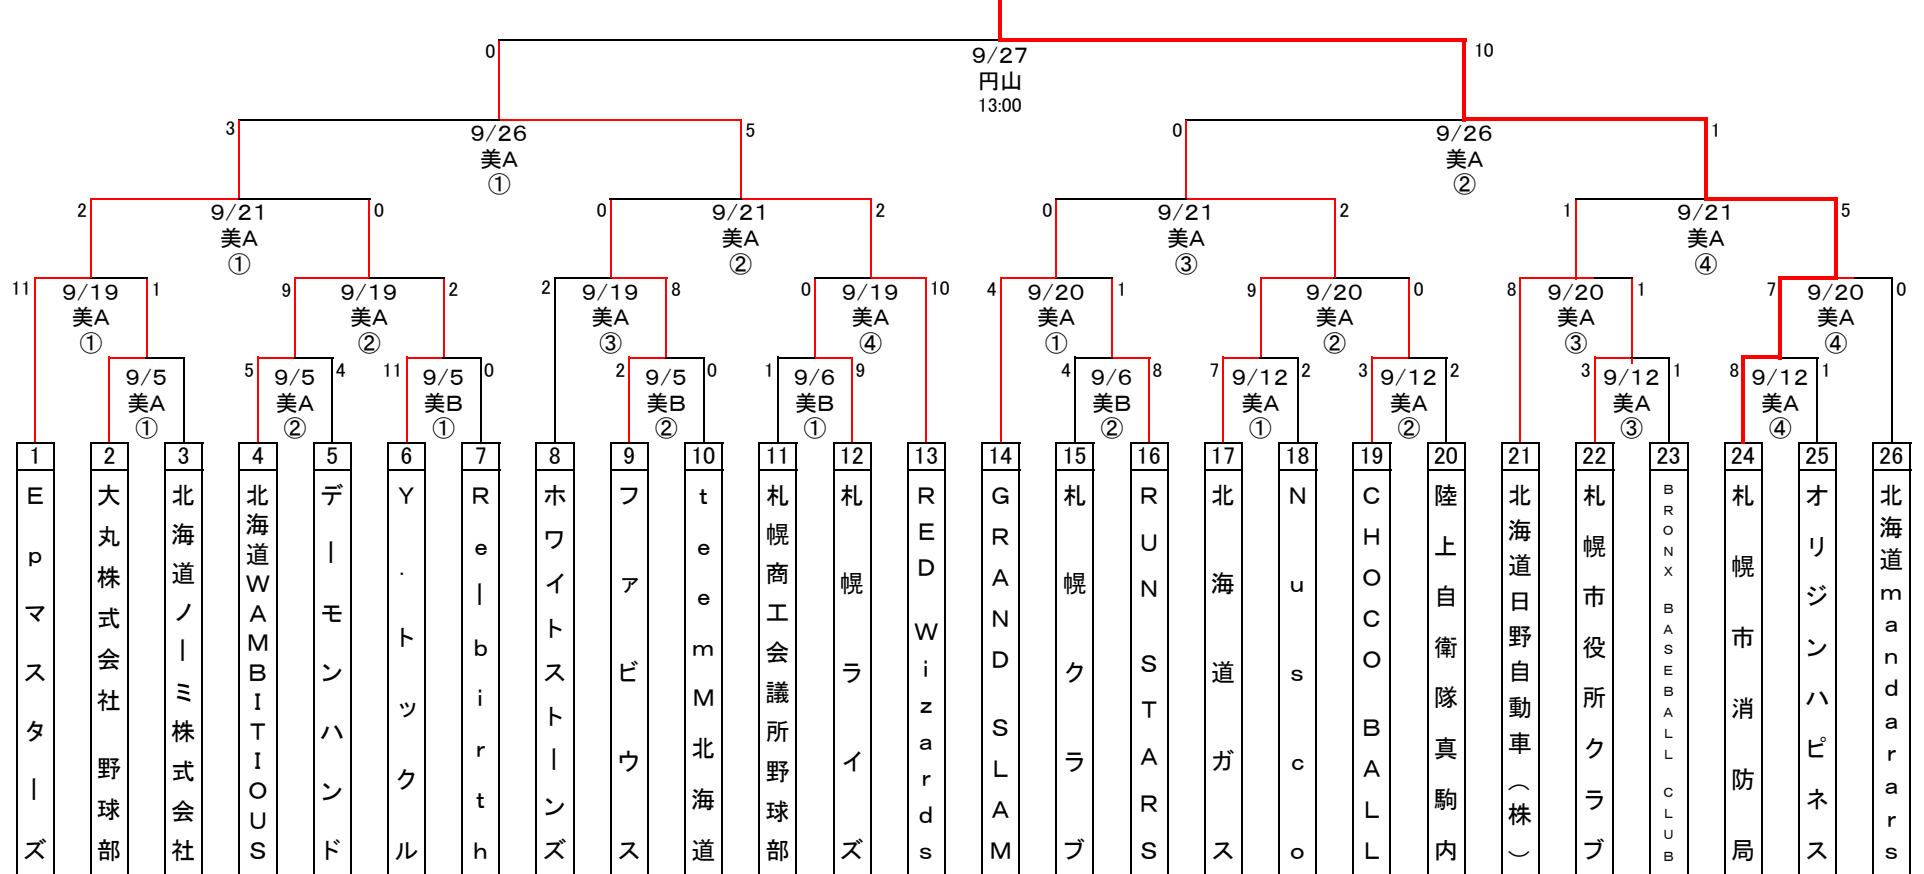 0
9/27
円山
13:00
10
3
9/26
美A
①
5
0
9/26
美A
②
1
2
9/21
美A
①
0
0
9/21
美A
②
2
0
9/21
美A
③
2
1
9/21
美A
④
5
11
9/19
美A
①
1
9
9/19
美A
②
2
2
9/19
美A
③
8
0
9/19
美A
④
10
4
9/20
美A
①
1
9
9/20
美A
②
0
8
9/20
美A
③
1
7
9/20
美A
④
0
9/5
美A
①
5
9/5
美A
②
4
11
9/5
美B
①
0
2
9/5
美B
②
0
1
9/6
美B
①
9
4
9/6
美B
②
8
7
9/12
美A
①
2
3
9/12
美A
②
2
3
9/12
美A
③
1
8
9/12
美A
④
1
1
Epマスターズ
2
大丸株式会社 野球部
3
北海道ノーミ株式会社
4
北海道WAMBITIOUS
5
デーモンハンド
6
Y.トックル
7
Relbirth
8
ホワイトストーンズ
9
ファビウス
10
teemM北海道
11
札幌商工会議所野球部
12
札幌ライズ
13
RED Wizards
14
GRAND SLAM
15
札幌クラブ
16
RUN STARS
17
北海道ガス
18
Nusco
19
CHOCO BALL
20
陸上自衛隊真駒内
21
北海道日野自動車(株)
22
札幌市役所クラブ
23
BRONX BASEBALL CLUB
24
札幌市消防局
25
オリジンハピネス
26
北海道mandarars